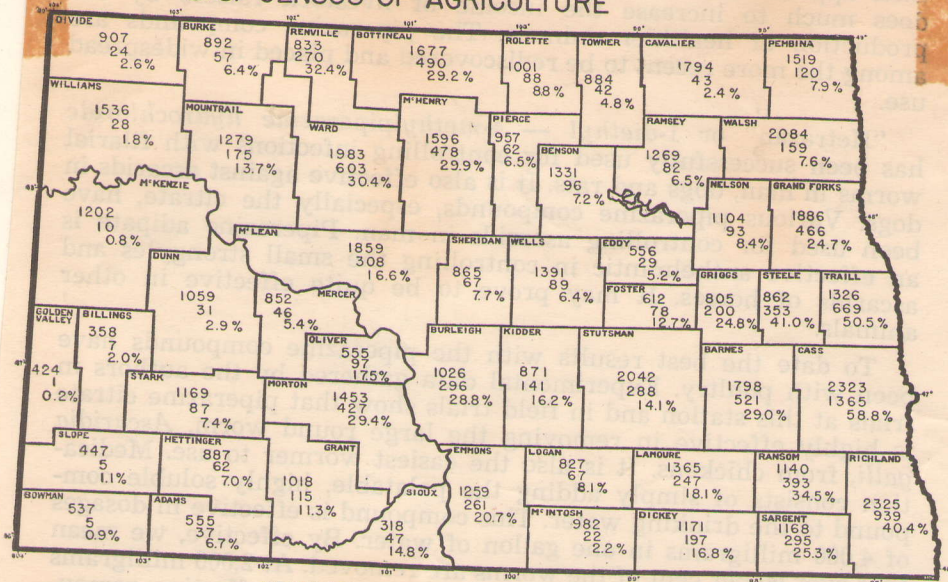 OF CENSUS OF AGRICULTURE
DIVIDE
907
24
2.6%
BURKE
892
57
6.4%
RENVILLE
833
270
32.4%
BOTTINEAU
1677
490
29.2%
ROLETTE
1001
88
88%
TOWNER
884
42
4.8%
CAVALIER
1794
43
2.4%
PEMBINA
1519
120
7.9%
WILLIAMS
1536
28
1.8%
MOUNTRAIL
1279
175
13.7%
WARD
1983
603
30.4%
McHENRY
1596
478
29.9%
PIERCE
957
62
6.5%
BENSON
1331
96
7.2%
RAMSEY
1269
82
6.5%
WALSH
2084
159
7.6%
McKENZIE
1202
10
0.8%
McLEAN
1859
308
16.6%
NELSON
1104
93
8.4%
GRAND FORKS
1886
466
24.7%
DUNN
1059
31
2.9%
MERCER
852
46
5.4%
SHERIDAN
865
67
7.7%
WELLS
1391
89
6.4%
EDDY
556
29
5.2%
FOSTER
612
78
12.7%
GRIGGS
805
200
24.8%
STEELE
862
353
41.0%
TRAILL
1326
669
50.5%
GOLDEN VALLEY
424
1
0.2%
BILLINGS
358
7
2.0%
OLIVER
555
97
17.5%
BURLEIGH
1026
296
28.8%
KIDDER
871
141
16.2%
STUTSMAN
2042
288
14.1%
BARNES
1798
521
29.0%
CASS
2323
1365
58.8%
STARK
1169
87
7.4%
MORTON
1453
427
29.4%
SLOPE
447
5
1.1%
HETTINGER
887
62
7.0%
GRANT
1018
115
11.3%
EMMONS
1259
261
20.7%
LOGAN
827
67
8.1%
LAMOURE
1365
247
18.1%
RANSOM
1140
393
34.5%
RICHLAND
2325
939
40.4%
BOWMAN
537
5
0.9%
ADAMS
555
37
6.7%
SIOUX
318
47
14.8%
McINTOSH
982
22
2.2%
DICKEY
1171
197
16.8%
SARGENT
1168
295
25.3%